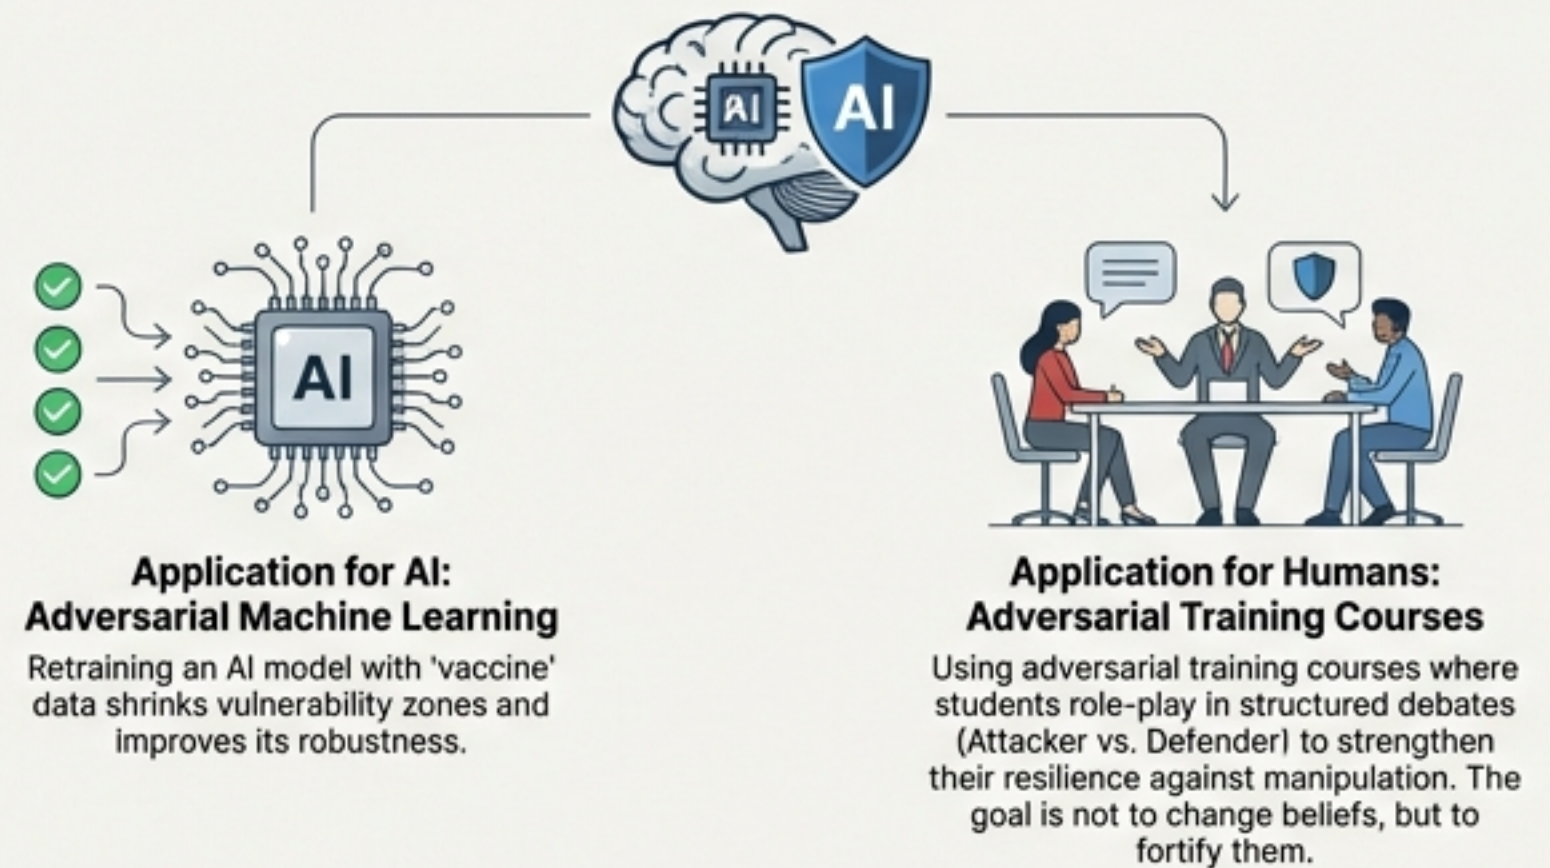 AI
AI
AI
Application for AI:
Adversarial Machine Learning
Retraining an AI model with 'vaccine'
data shrinks vulnerability zones and
improves its robustness.
Application for Humans:
Adversarial Training Courses
Using adversarial training courses where
students role-play in structured debates
(Attacker vs. Defender) to strengthen
their resilience against manipulation. The
goal is not to change beliefs, but to
fortify them.